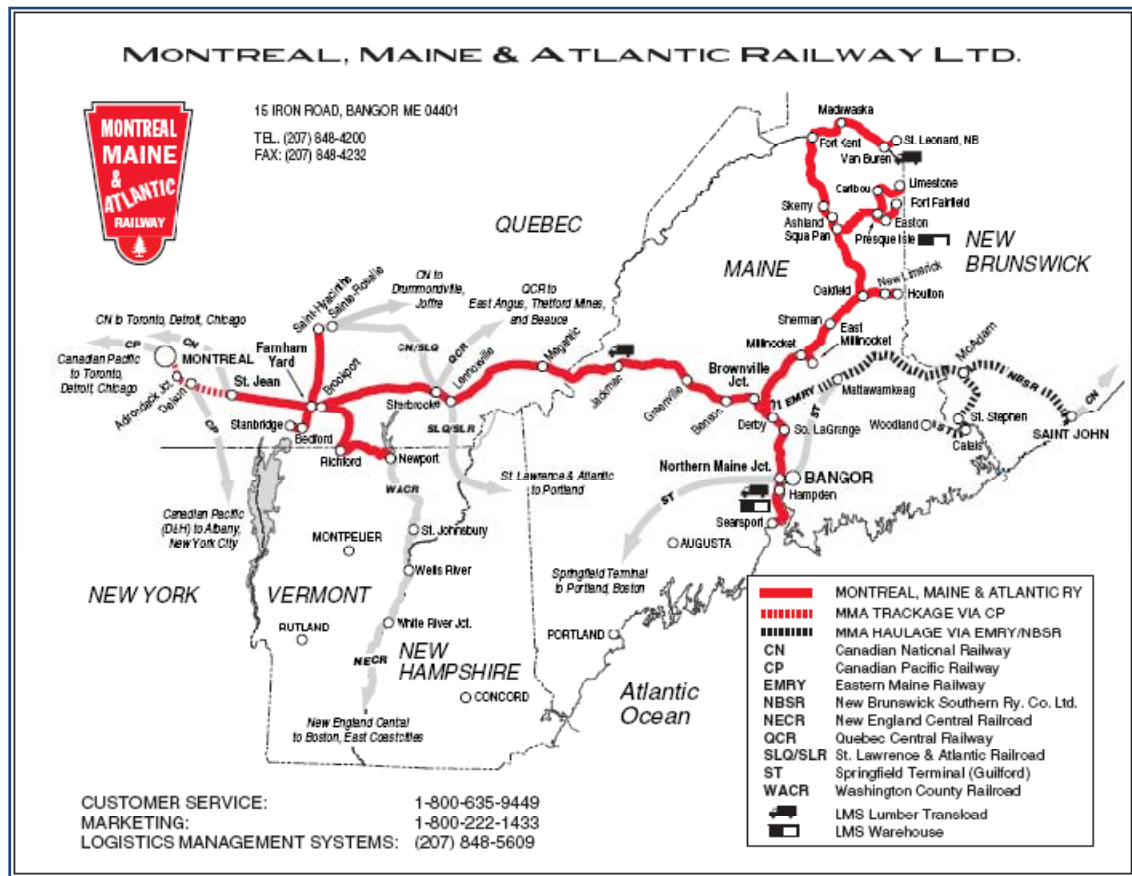 MONTREAL, MAINE & ATLANTIC RAILWAY LTD.
MONTREAL
MAINE
&
ATLANTIC
RAILWAY
15 IRON ROAD, BANGOR ME 04401
TEL. (207) 848-4200
FAX: (207) 848-4232
Madawaska
Fort Kent
St. Leonard, NB
Van Buren
Limestone
Caribou
Fort Fairfield
Skerry
Ashland
Easton
Squa Pan
Presque Isle
QUEBEC
MAINE
NEW
BRUNSWICK
New Limerick
Oakfield
Houlton
Sherman
East
Millinocket
Millinocket
McAdam
Saint-Hyacinthe
Sainte-Rosalie
CN to
Drummondville,
Joffre
QCR to
East Angus, Thetford Mines,
and Beauce
CN to Toronto, Detroit, Chicago
CN
CP
Canadian Pacific
to Toronto,
Detroit, Chicago
MONTREAL
Farnham
Yard
Brookport
CN/SLQ
QCR
Lennoxville
Megantic
Jackman
Greenville
Brownville
Jct.
Benson
EMRY
Mattawamkeag
NBSR
CN
Adirondack Jct.
Delson
St. Jean
Sherbrooke
Derby
ST
So. LaGrange
Woodland
St. Stephen
ST
Calais
SAINT JOHN
Stanbridge
Bedford
Richford
Newport
SLQ/SLR
CP
WACR
St. Lawrence & Atlantic
to Portland
Northern Maine Jct.
BANGOR
Hampden
ST
Searsport
Canadian Pacific
(D&H) to Albany,
New York City
MONTPELIER
St. Johnsbury
AUGUSTA
Wells River
Springfield Terminal
to Portland, Boston
NEW YORK
VERMONT
RUTLAND
White River Jct.
PORTLAND
NECR
NEW
HAMPSHIRE
CONCORD
Atlantic
Ocean
New England Central
to Boston, East Coast cities
MONTREAL, MAINE & ATLANTIC RY
MMA TRACKAGE VIA CP
MMA HAULAGE VIA EMRY/NBSR
CN Canadian National Railway
CP Canadian Pacific Railway
EMRY Eastern Maine Railway
NBSR New Brunswick Southern Ry. Co. Ltd.
NECR New England Central Railroad
QCR Quebec Central Railway
SLQ/SLR St. Lawrence & Atlantic Railroad
ST Springfield Terminal (Guilford)
WACR Washington County Railroad
LMS Lumber Transload
LMS Warehouse
CUSTOMER SERVICE: 1-800-635-9449
MARKETING: 1-800-222-1433
LOGISTICS MANAGEMENT SYSTEMS: (207) 848-5609